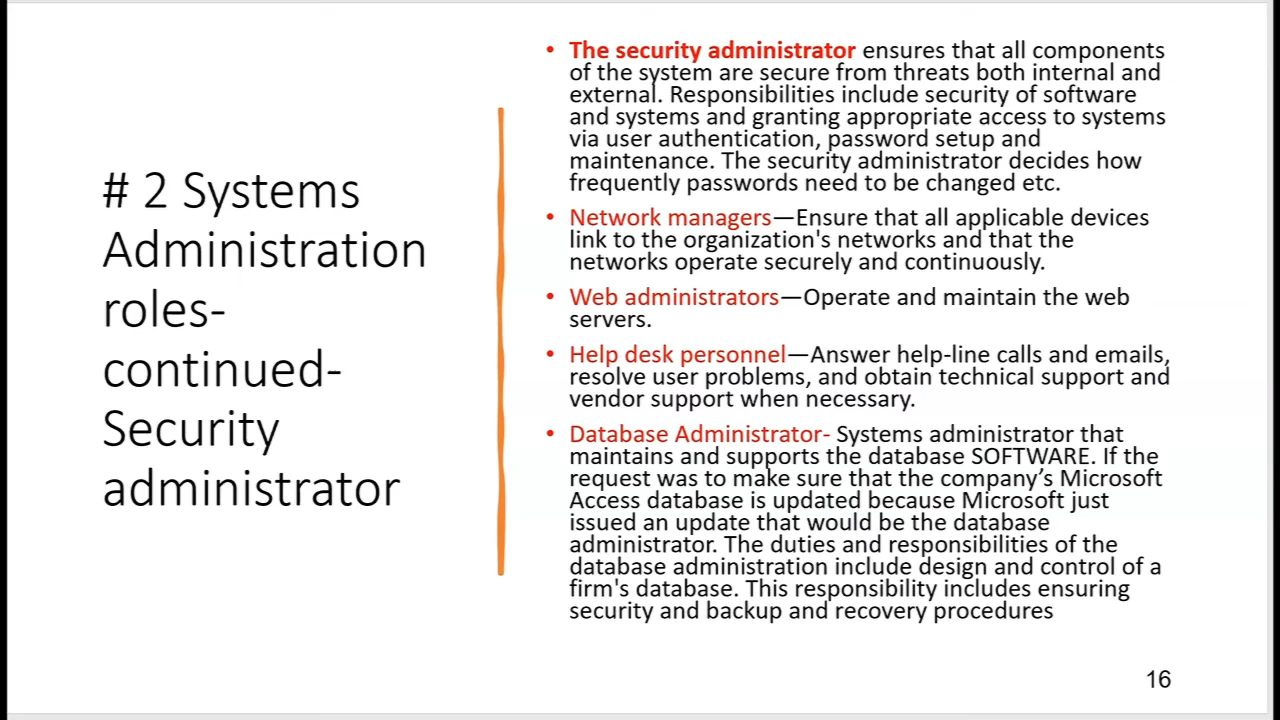 # 2 Systems
Administration
roles-
continued-
Security
administrator
• The security administrator ensures that all components
of the system are secure from threats both internal and
external. Responsibilities include security of software
and systems and granting appropriate access to systems
via user authentication, password setup and
maintenance. The security administrator decides how
frequently passwords need to be changed etc.
• Network managers—Ensure that all applicable devices
link to the organization's networks and that the
networks operate securely and continuously.
• Web administrators—Operate and maintain the web
servers.
• Help desk personnel—Answer help-line calls and emails,
resolve user problems, and obtain technical support and
vendor support when necessary.
• Database Administrator- Systems administrator that
maintains and supports the database SOFTWARE. If the
request was to make sure that the company’s Microsoft
Access database is updated because Microsoft just
issued an update that would be the database
administrator. The duties and responsibilities of the
database administration include design and control of a
firm's database. This responsibility includes ensuring
security and backup and recovery procedures
16